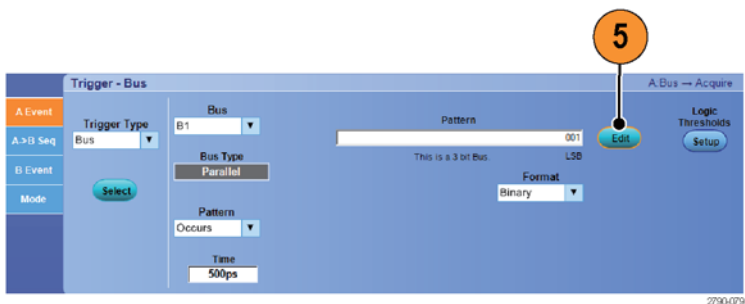 5
Trigger - Bus
A.Bus → Acquire
A Event
A->B Seq
B Event
Mode
Trigger Type
Bus
Select
Bus
B1
Bus Type
Parallel
Pattern
Occurs
Time
500ps
Pattern
001
This is a 3 bit Bus.
LSB
Format
Binary
Edit
Logic
Thresholds
Setup
2790-079